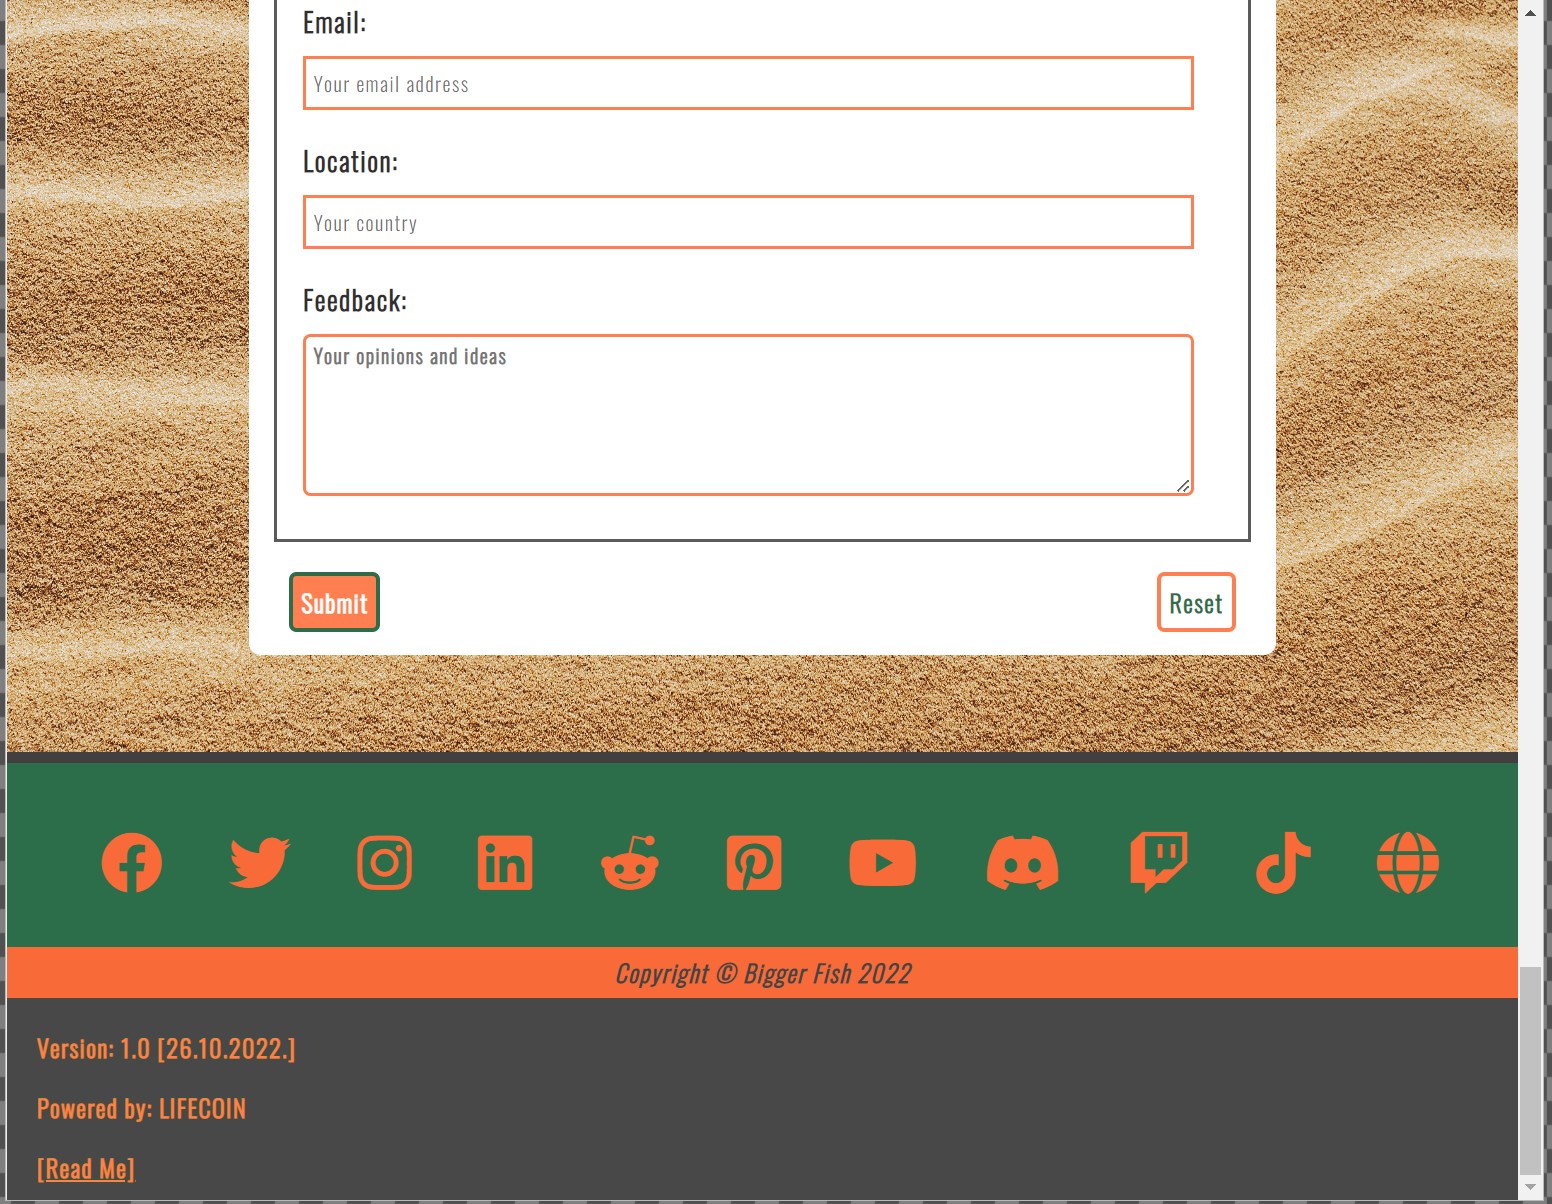 Email:
Your email address
Location:
Your country
Feedback:
Your opinions and ideas
Submit Reset
Copyright © Bigger Fish 2022
Version: 1.0 [26.10.2022.]
Powered by: LIFECOIN
[Read Me]